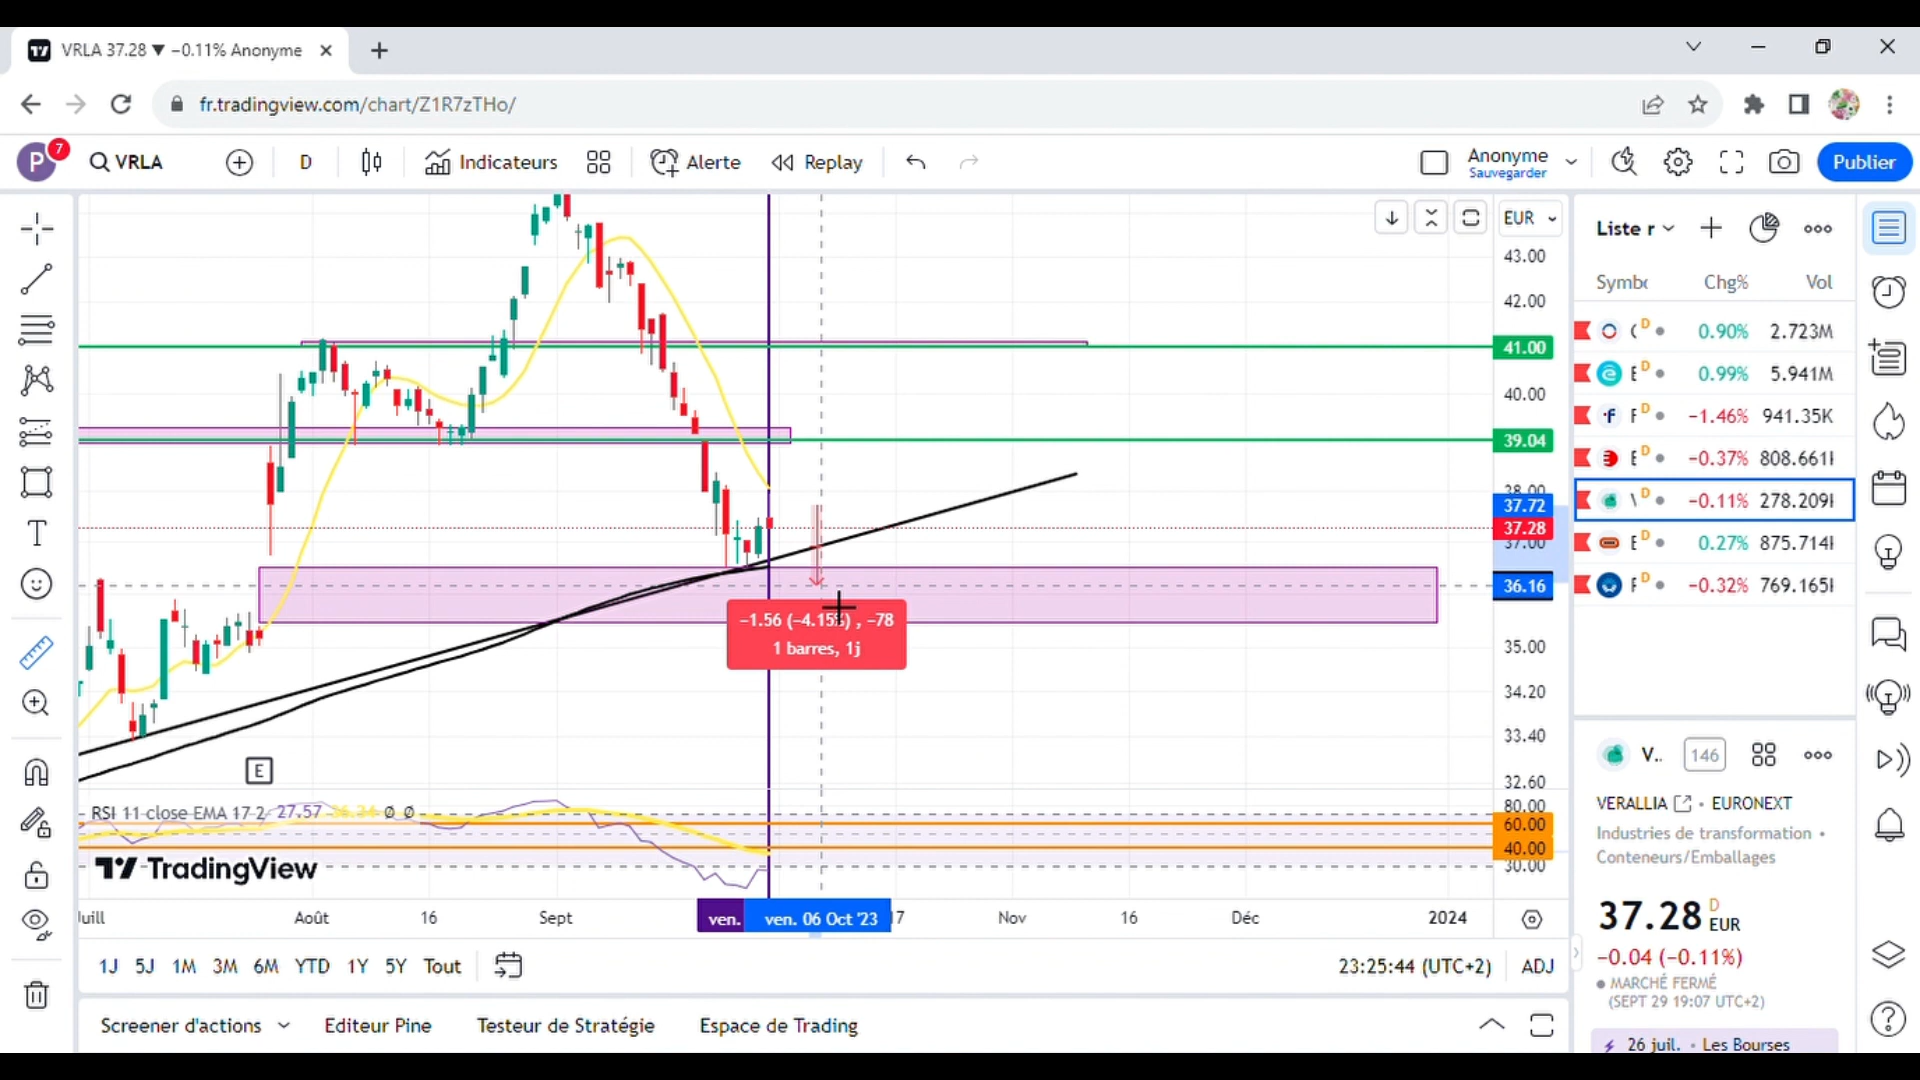 VRLA 37.28 ▼ −0.11% Anonyme
fr.tradingview.com/chart/Z1R7zTHo/
P
7
VRLA
D
Indicateurs
Alerte
Replay
Anonyme
Sauvegarder
Publier
EUR
43.00
42.00
41.00
40.00
39.04
38.00
37.72
37.28
37.00
36.16
35.00
34.20
33.40
32.60
−1.56 (−4.15%) , −78
1 barres, 1j
E
RSI 11 close EMA 17 2 27.57 36.34 Ø Ø
80.00
60.00
40.00
30.00
TradingView
Août
16
Sept
ven.
ven. 06 Oct '23
17
Nov
16
Déc
2024
1J 5J 1M 3M 6M YTD 1Y 5Y Tout
23:25:44 (UTC+2)
ADJ
Screener d'actions
Editeur Pine
Testeur de Stratégie
Espace de Trading
Liste r
Chg%
Vol
D 0.90% 2.723M
E D 0.99% 5.941M
F D −1.46% 941.35K
E D −0.37% 808.661
D −0.11% 278.209
E D 0.27% 875.714
F D −0.32% 769.165
V..
146
VERALLIA • EURONEXT
Industries de transformation •
Conteneurs/Emballages
37.28 D EUR
−0.04 (−0.11%)
MARCHÉ FERMÉ
(SEPT 29 19:07 UTC+2)
26 juil. • Les Bourses